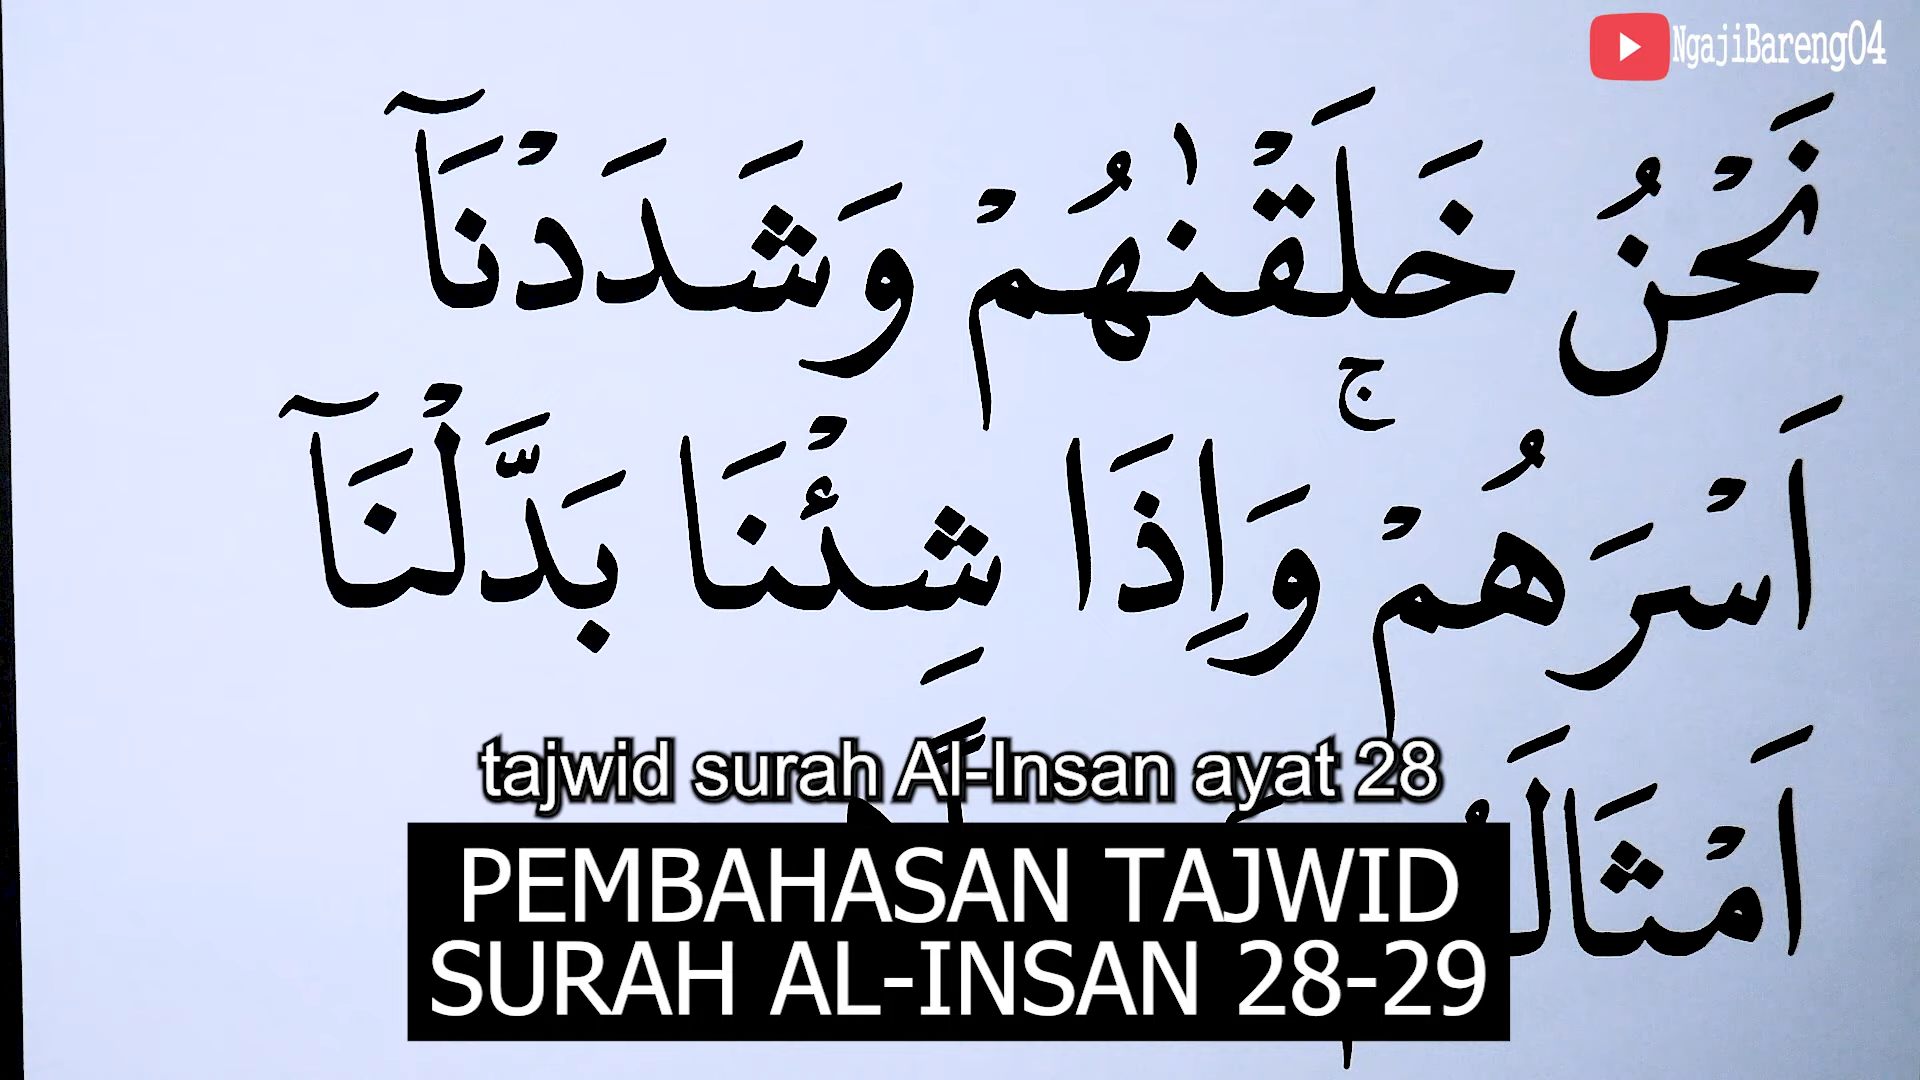 NgajiBareng04
نَحْنُ خَلَقْنٰهُمْ وَشَدَدْنَآ
اَسْرَهُمْۚ وَاِذَا شِئْنَا بَدَّلْنَآ
اَمْثَالَ
tajwid surah Al-Insan ayat 28
PEMBAHASAN TAJWID
SURAH AL-INSAN 28-29